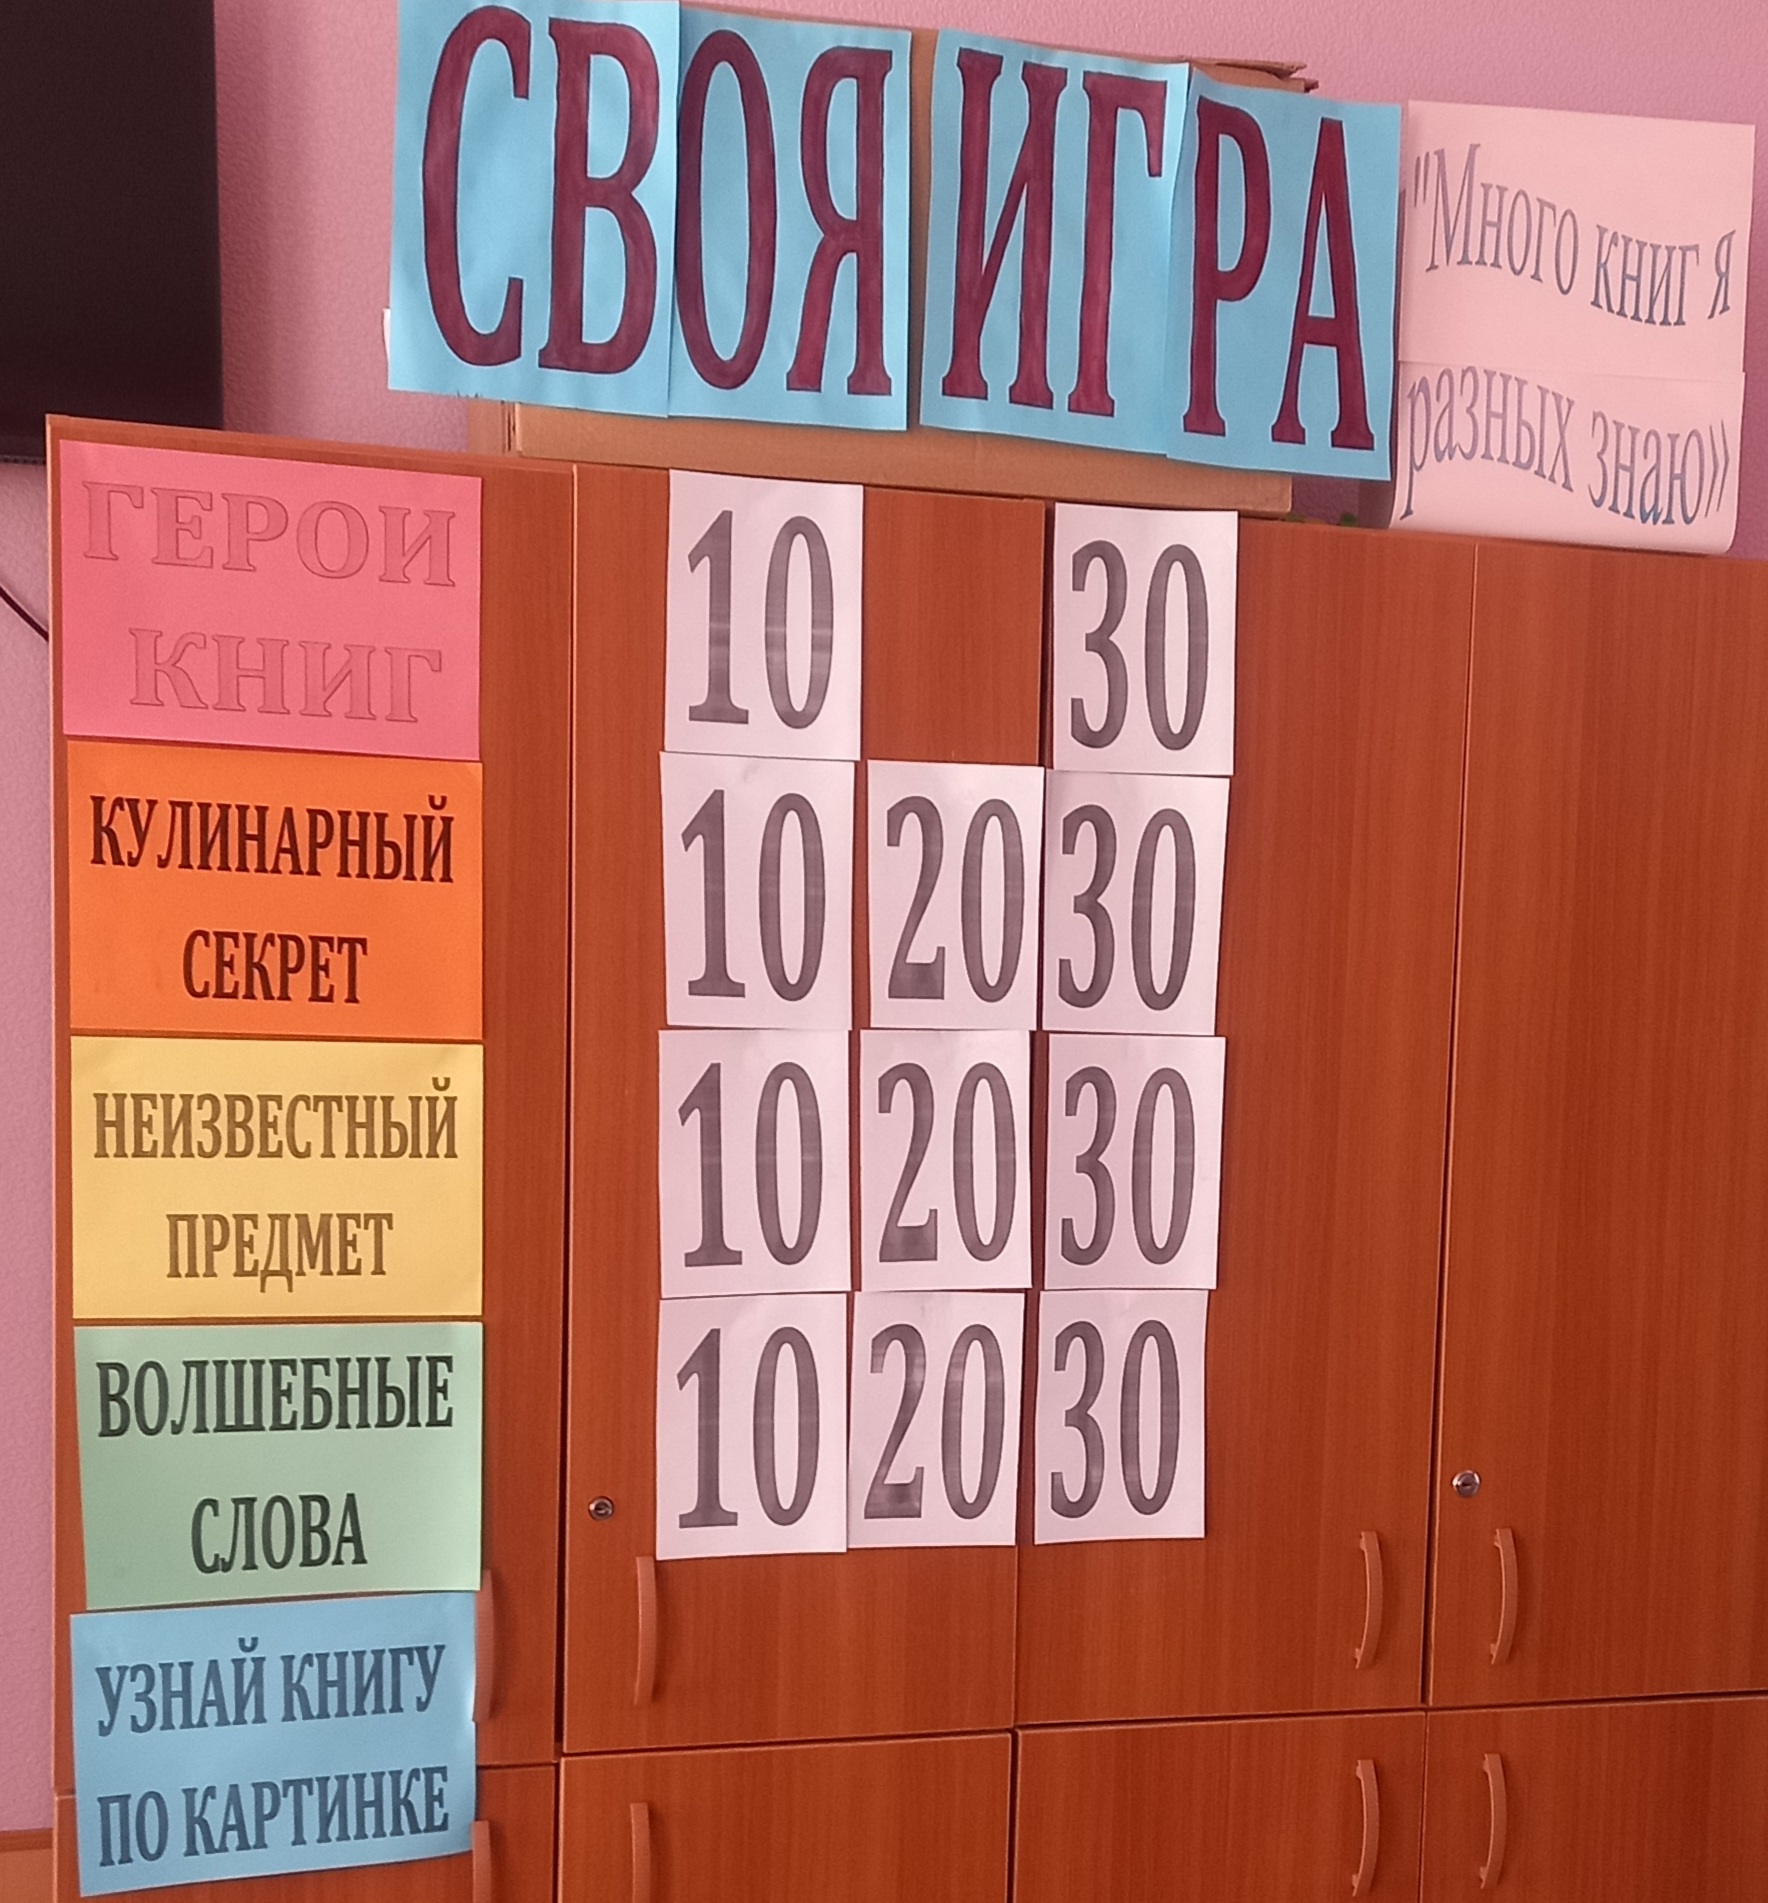 СВОЯ ИГРА
"Много книг я
разных знаю»
ГЕРОИ
КНИГ
10 30
КУЛИНАРНЫЙ
СЕКРЕТ
10 20 30
НЕИЗВЕСТНЫЙ
ПРЕДМЕТ
10 20 30
ВОЛШЕБНЫЕ
СЛОВА
10 20 30
УЗНАЙ КНИГУ
ПО КАРТИНКЕ